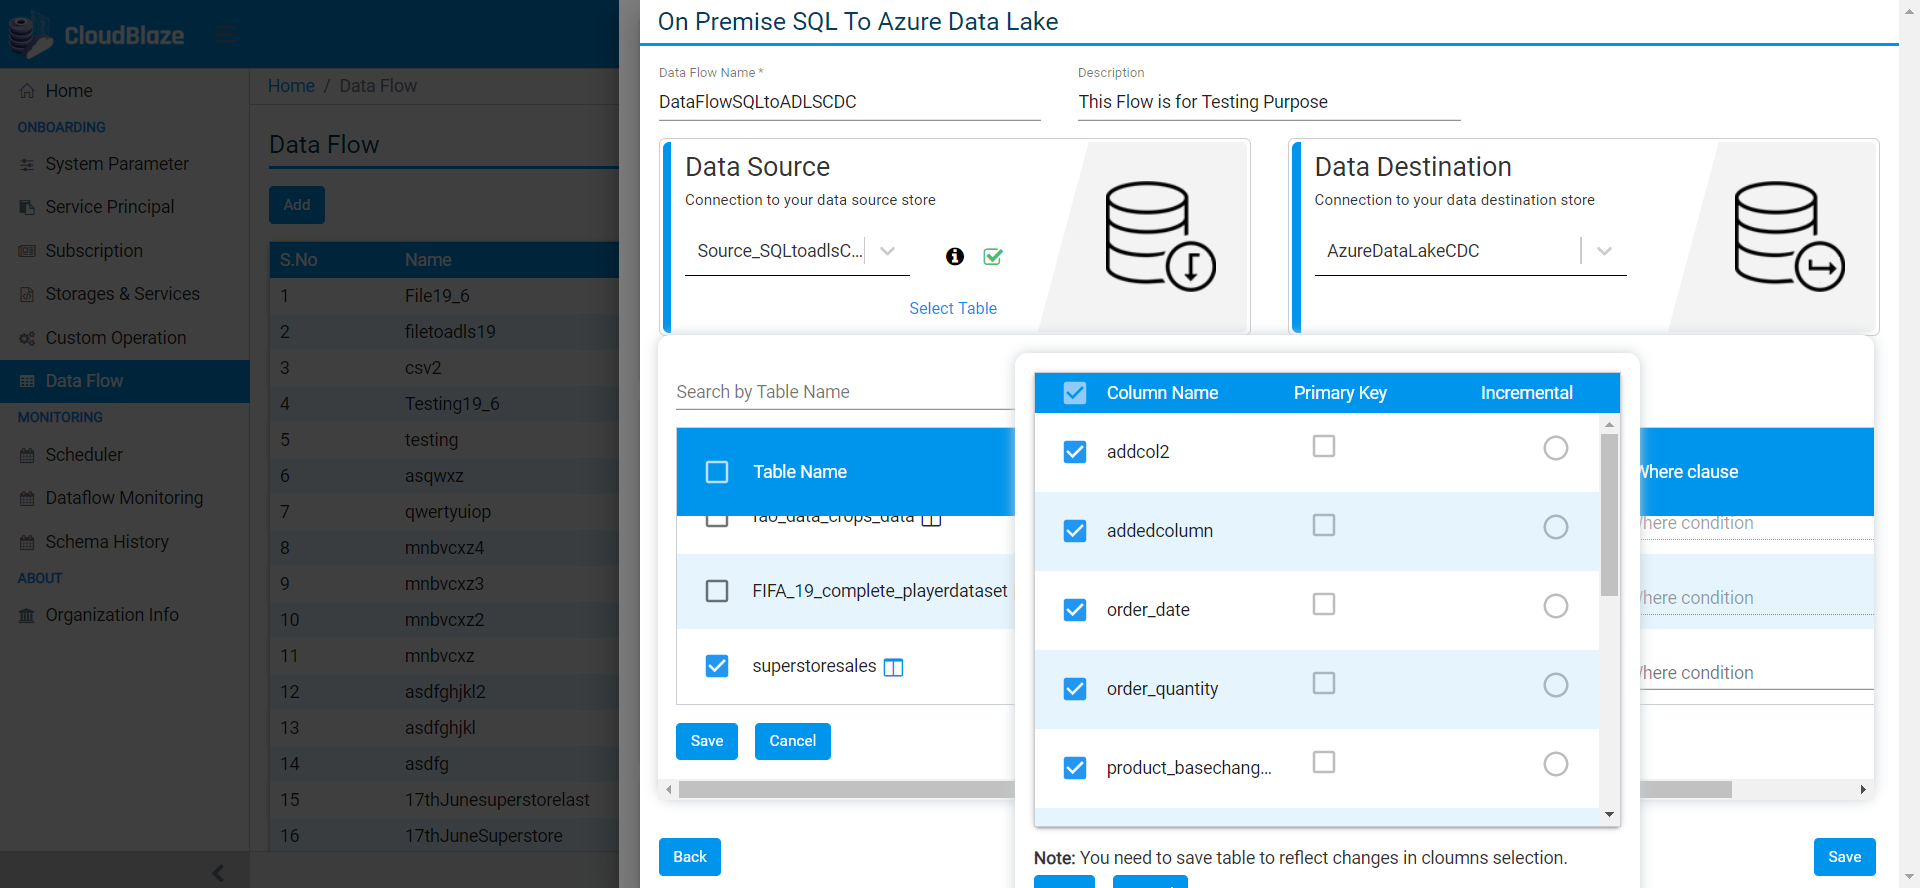 CloudBlaze
Home
ONBOARDING
System Parameter
Service Principal
Subscription
Storages & Services
Custom Operation
Data Flow
MONITORING
Scheduler
Dataflow Monitoring
Schema History
ABOUT
Organization Info
Home / Data Flow
Data Flow
Add
S.No Name
1 File19_6
2 filetoadls19
3 csv2
4 Testing19_6
5 testing
6 asqwxz
7 qwertyuiop
8 mnbvcxz4
9 mnbvcxz3
10 mnbvcxz2
11 mnbvcxz
12 asdfghjkl2
13 asdfghjkl
14 asdfg
15 17thJunesuperstorelast
16 17thJuneSuperstore
On Premise SQL To Azure Data Lake
Data Flow Name * Description
DataFlowSQLtoADLSCDC This Flow is for Testing Purpose
Data Source
Connection to your data source store
Source_SQLtoadlsC...
Select Table
Data Destination
Connection to your data destination store
AzureDataLakeCDC
Search by Table Name
Table Name Where clause
fao_data_crops_data here condition
FIFA_19_complete_playerdataset here condition
superstoresales here condition
Save Cancel
Column Name Primary Key Incremental
addcol2
addedcolumn
order_date
order_quantity
product_basechang...
Note: You need to save table to reflect changes in cloumns selection.
Back Save